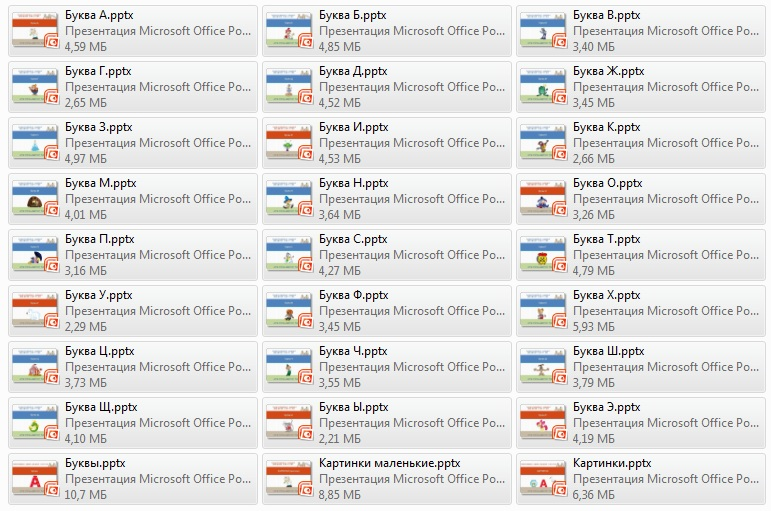 Буква А.pptx
Презентация Microsoft Office Po...
4,59 МБ
Буква Б.pptx
Презентация Microsoft Office Po...
4,85 МБ
Буква В.pptx
Презентация Microsoft Office Po...
3,40 МБ
Буква Г.pptx
Презентация Microsoft Office Po...
2,65 МБ
Буква Д.pptx
Презентация Microsoft Office Po...
4,52 МБ
Буква Ж.pptx
Презентация Microsoft Office Po...
3,45 МБ
Буква З.pptx
Презентация Microsoft Office Po...
4,97 МБ
Буква И.pptx
Презентация Microsoft Office Po...
4,53 МБ
Буква К.pptx
Презентация Microsoft Office Po...
2,66 МБ
Буква М.pptx
Презентация Microsoft Office Po...
4,01 МБ
Буква Н.pptx
Презентация Microsoft Office Po...
3,64 МБ
Буква О.pptx
Презентация Microsoft Office Po...
3,26 МБ
Буква П.pptx
Презентация Microsoft Office Po...
3,16 МБ
Буква С.pptx
Презентация Microsoft Office Po...
4,27 МБ
Буква Т.pptx
Презентация Microsoft Office Po...
4,79 МБ
Буква У.pptx
Презентация Microsoft Office Po...
2,29 МБ
Буква Ф.pptx
Презентация Microsoft Office Po...
3,45 МБ
Буква Х.pptx
Презентация Microsoft Office Po...
5,93 МБ
Буква Ц.pptx
Презентация Microsoft Office Po...
3,73 МБ
Буква Ч.pptx
Презентация Microsoft Office Po...
3,55 МБ
Буква Ш.pptx
Презентация Microsoft Office Po...
3,79 МБ
Буква Щ.pptx
Презентация Microsoft Office Po...
4,10 МБ
Буква Ы.pptx
Презентация Microsoft Office Po...
2,21 МБ
Буква Э.pptx
Презентация Microsoft Office Po...
4,19 МБ
Буквы.pptx
Презентация Microsoft Office Po...
10,7 МБ
Картинки маленькие.pptx
Презентация Microsoft Office Po...
8,85 МБ
Картинки.pptx
Презентация Microsoft Office Po...
6,36 МБ
А